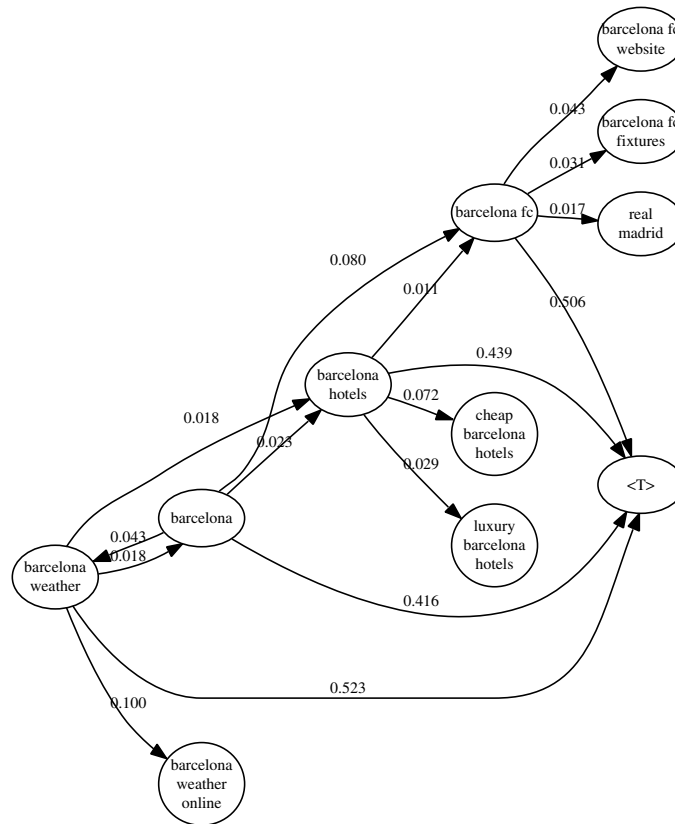 barcelona fc
website
0.043
barcelona fc
fixtures
0.031
barcelona fc
0.017
real
madrid
0.080
0.011
0.506
barcelona
hotels
0.439
0.072
cheap
barcelona
hotels
0.018
0.023
0.029
<T>
barcelona
luxury
barcelona
hotels
0.043
0.018
barcelona
weather
0.416
0.523
0.100
barcelona
weather
online